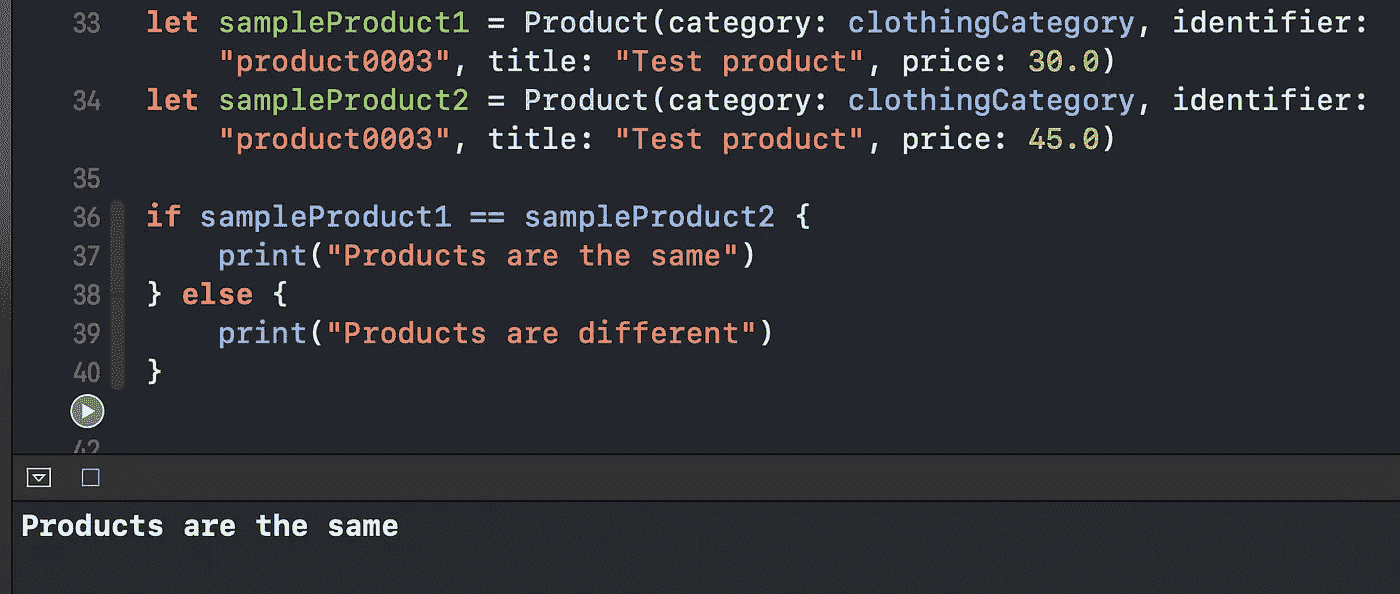 33 let sampleProduct1 = Product(category: clothingCategory, identifier:
"product0003", title: "Test product", price: 30.0)
34 let sampleProduct2 = Product(category: clothingCategory, identifier:
"product0003", title: "Test product", price: 45.0)
35
36 if sampleProduct1 == sampleProduct2 {
37 print("Products are the same")
38 } else {
39 print("Products are different")
40 }
42
Products are the same